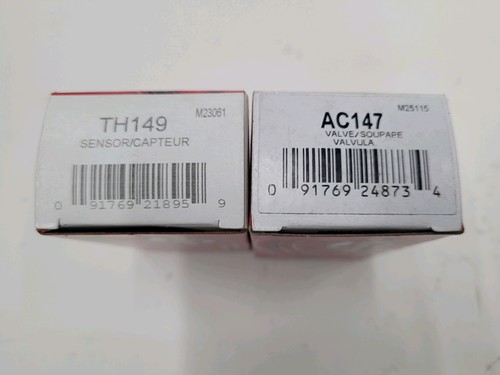 M23061
TH149
SENSOR/CAPTEUR
0 91769 21895 9
M25115
AC147
VALVE/SOUPAPE
VALVULA
0 91769 24873 4